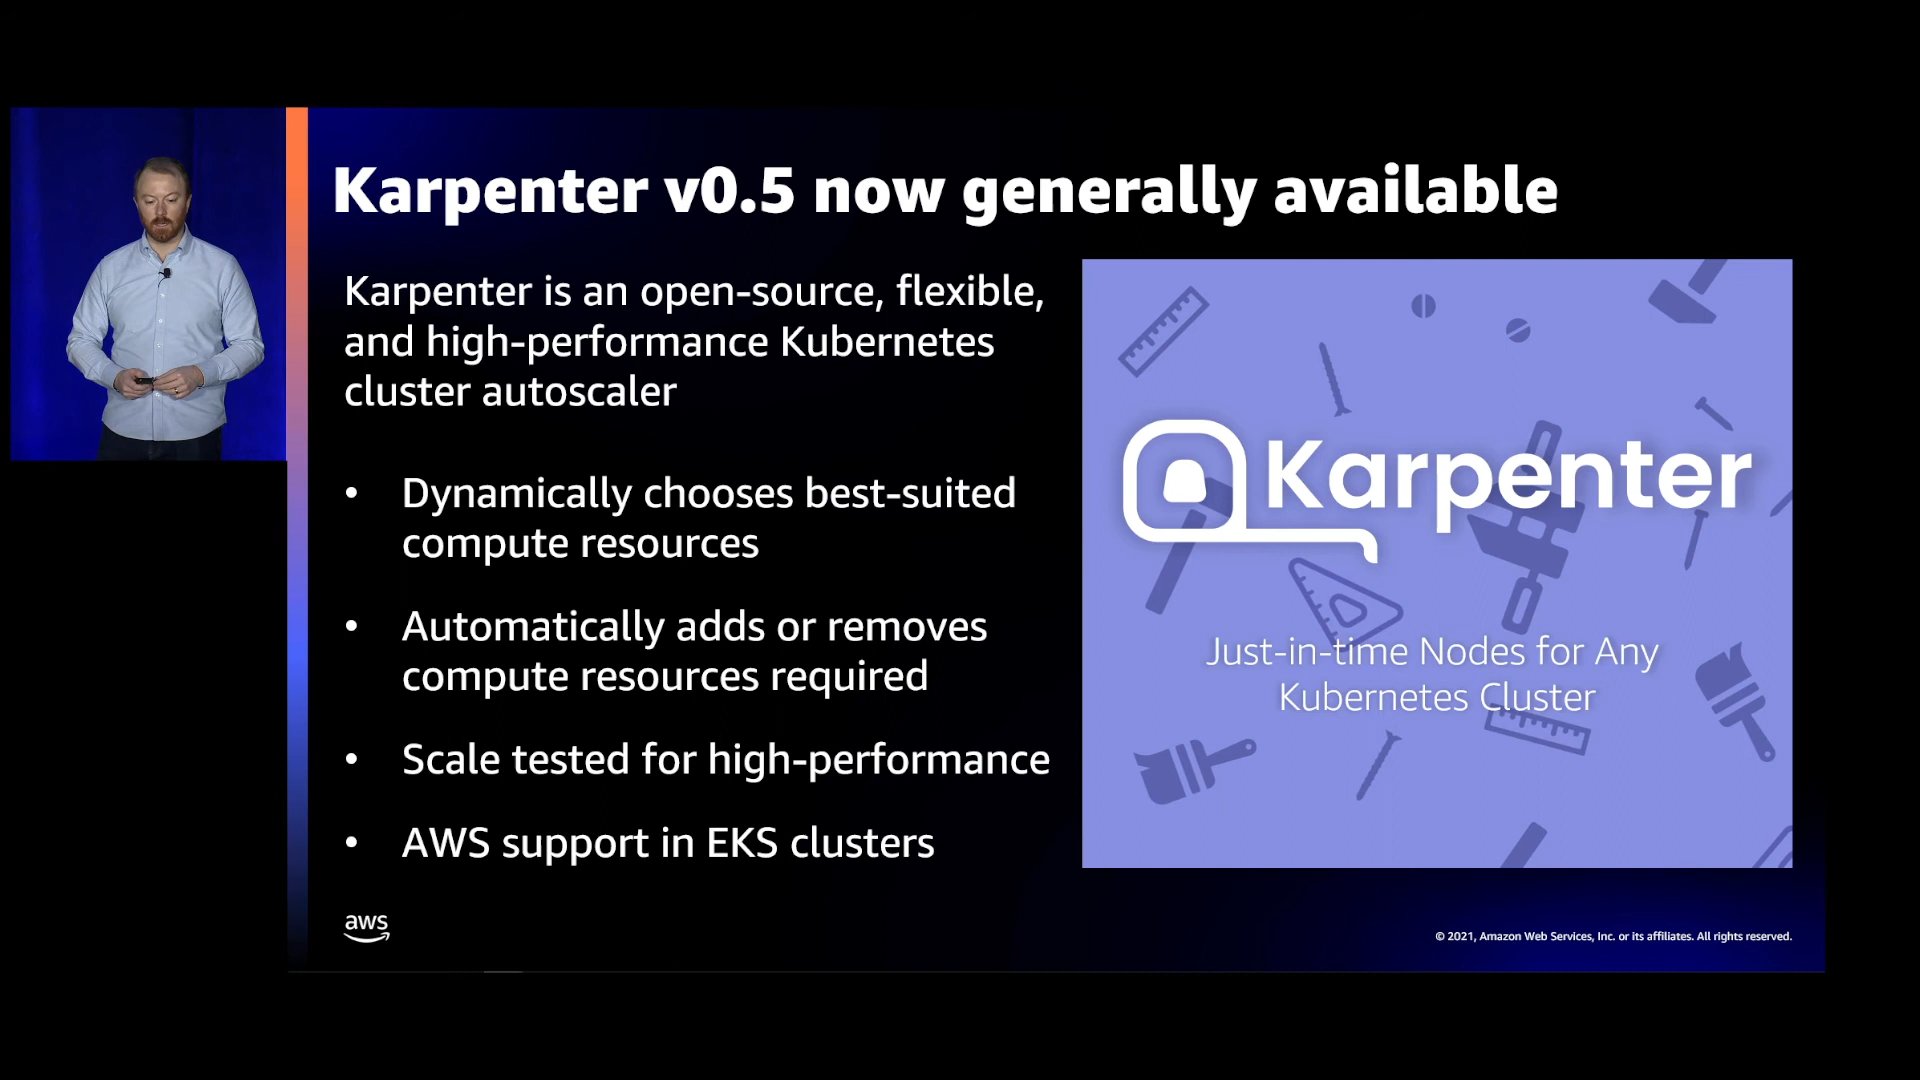 Karpenter v0.5 now generally available
Karpenter is an open-source, flexible,
and high-performance Kubernetes
cluster autoscaler
• Dynamically chooses best-suited
compute resources
• Automatically adds or removes
compute resources required
• Scale tested for high-performance
• AWS support in EKS clusters
Karpenter
Just-in-time Nodes for Any
Kubernetes Cluster
aws
© 2021, Amazon Web Services, Inc. or its affiliates. All rights reserved.